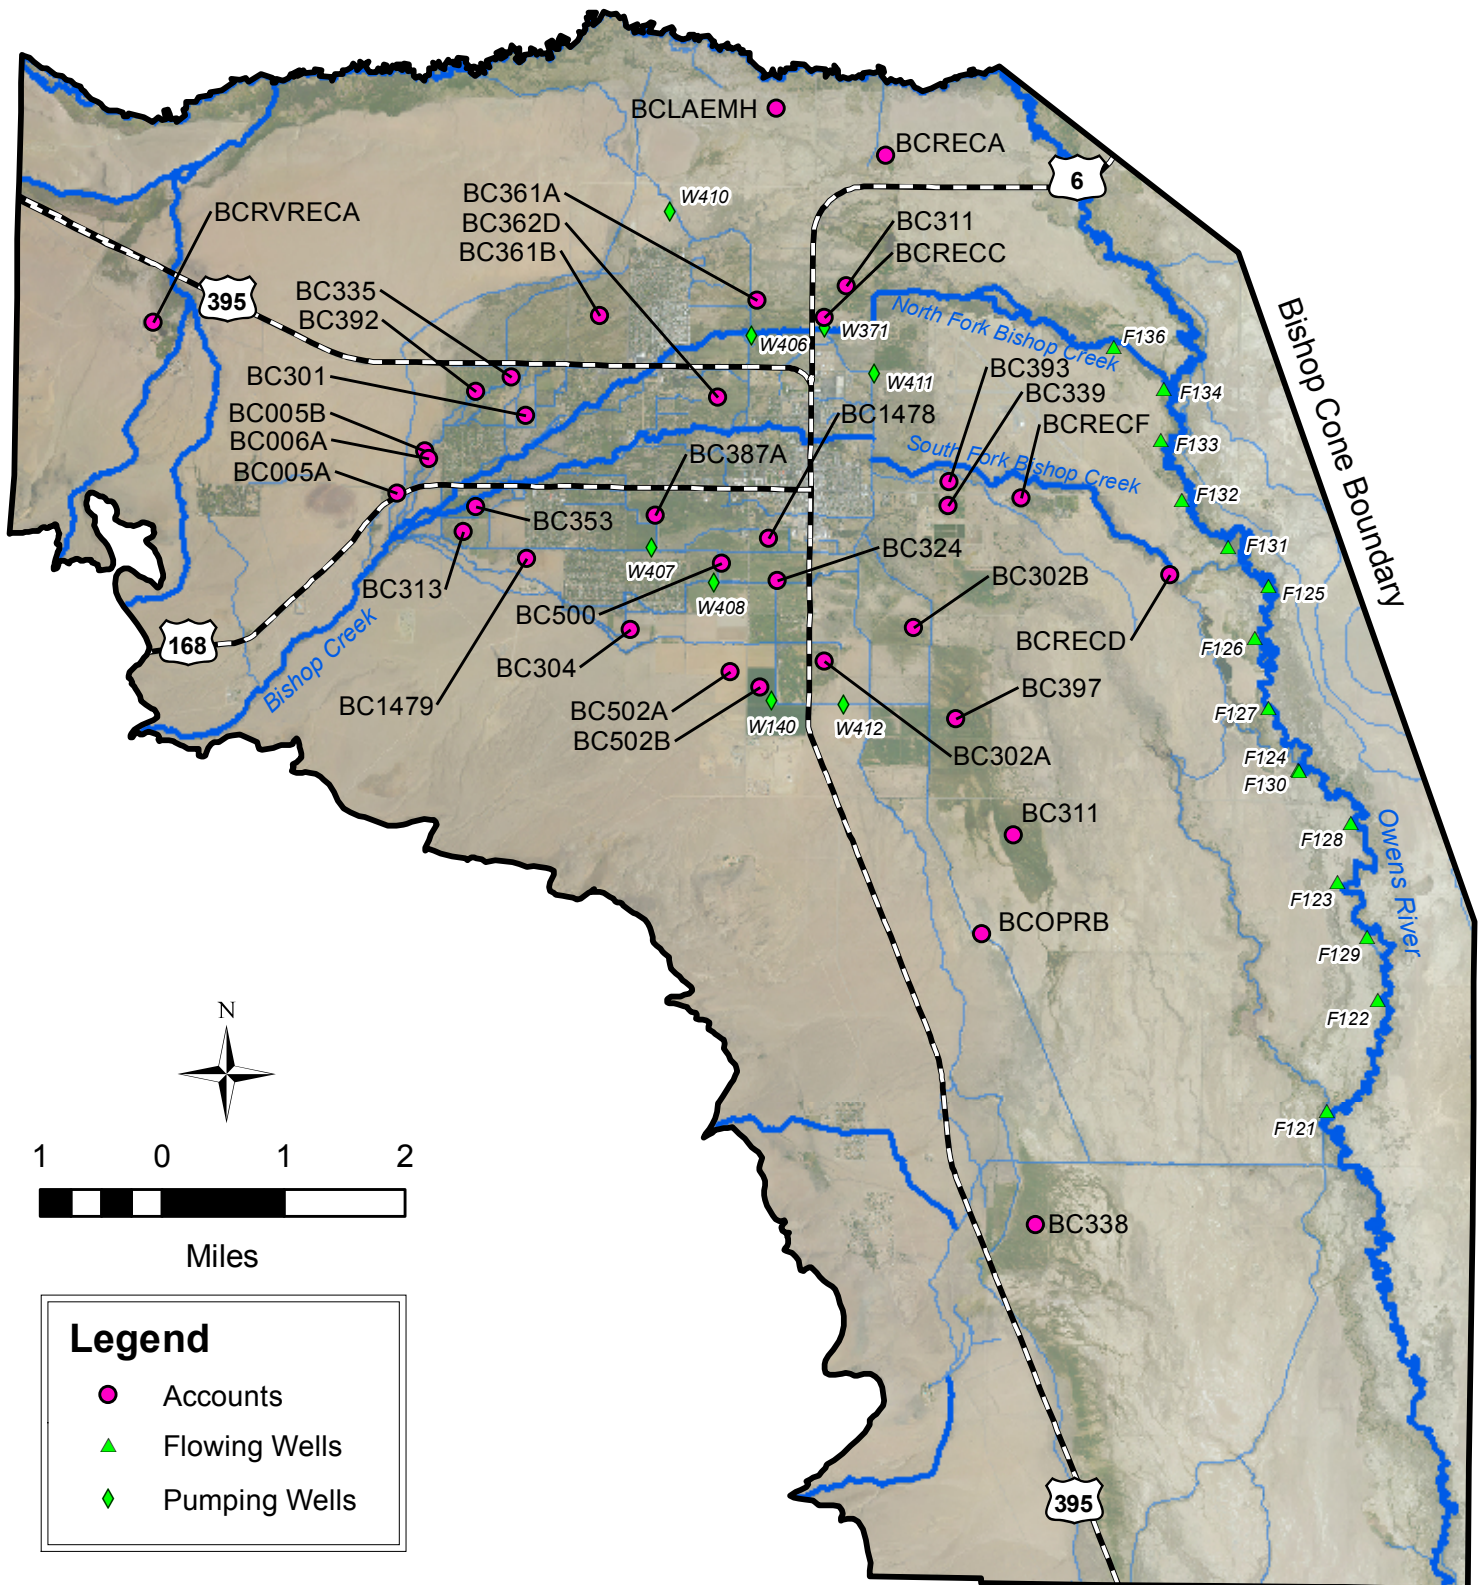 BCLAEMH
BCRECA
6
W410
BC361A
BC362D
BC361B
BCRVRECA
BC311
BCRECC
395
BC335
BC392
North Fork Bishop Creek
W406
W371
F136
BC301
W411
BC393
BC339
BCRECF
F134
BC005B
BC006A
BC005A
BC1478
BC387A
South Fork Bishop Creek
F133
F132
Bishop Cone Boundary
BC353
BC324
F131
BC313
W407
W408
BC302B
F125
BC500
168
Bishop Creek
BC304
BCRECD
F126
BC1479
BC502A
BC502B
W140
W412
BC397
F127
BC302A
F124
F130
BC311
F128
Owens River
F123
BCOPRB
F129
F122
N
F121
1 0 1 2
Miles
BC338
Legend
Accounts
Flowing Wells
Pumping Wells
395